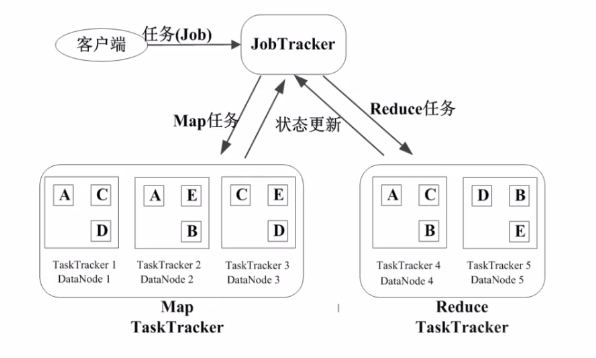 客户端
任务(Job)
JobTracker
Map任务
状态更新
Reduce任务
A C
D
A E
B
C E
D
A C
B
D B
E
TaskTracker 1
DataNode 1
TaskTracker 2
DataNode 2
TaskTracker 3
DataNode 3
TaskTracker 4
DataNode 4
TaskTracker 5
DataNode 5
Map
TaskTracker
Reduce
TaskTracker